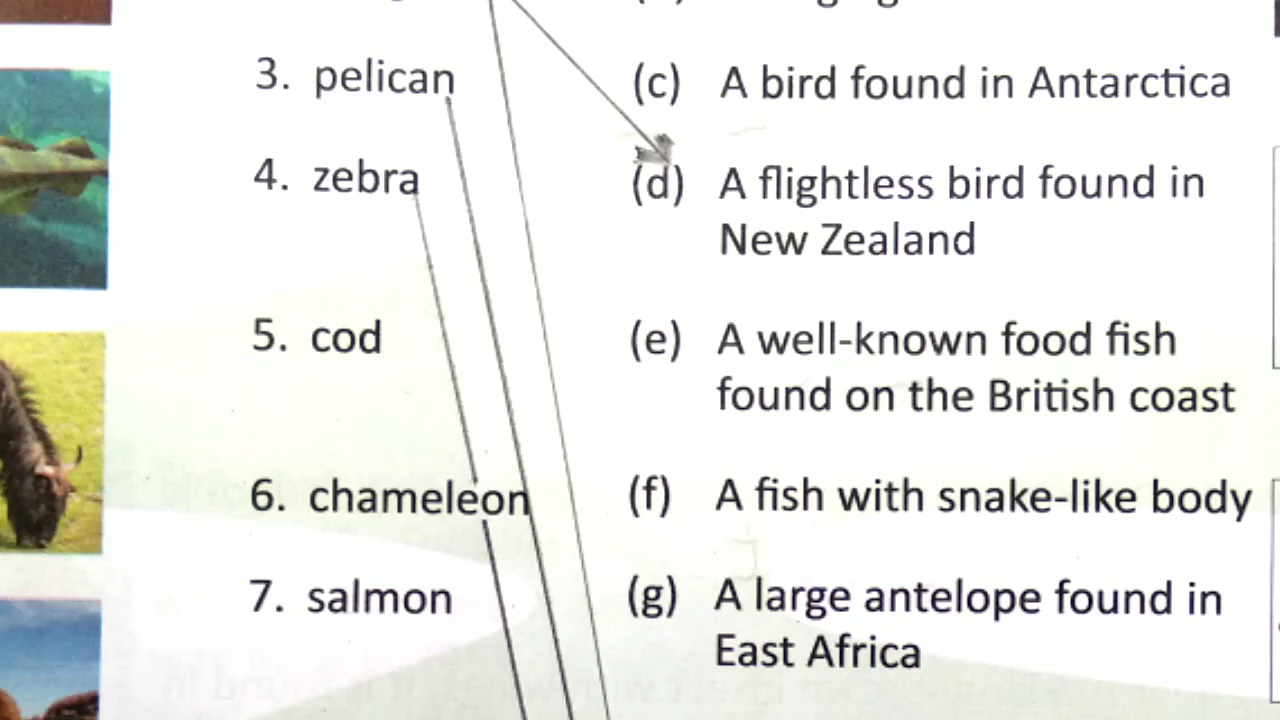 3. pelican
(c) A bird found in Antarctica
4. zebra
(d) A flightless bird found in
New Zealand
5. cod
(e) A well-known food fish
found on the British coast
6. chameleon
(f) A fish with snake-like body
7. salmon
(g) A large antelope found in
East Africa